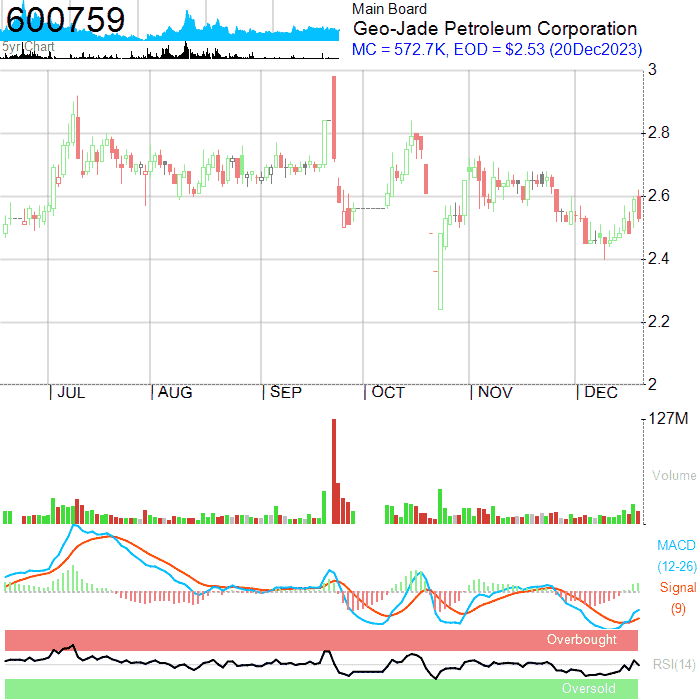 600759
5yr Chart
Main Board
Geo-Jade Petroleum Corporation
MC = 572.7K, EOD = $2.53 (20Dec2023)
3
2.8
2.6
2.4
2.2
2
JUL AUG SEP OCT NOV DEC
127M
Volume
MACD
(12-26)
Signal
(9)
Overbought
RSI(14)
Oversold